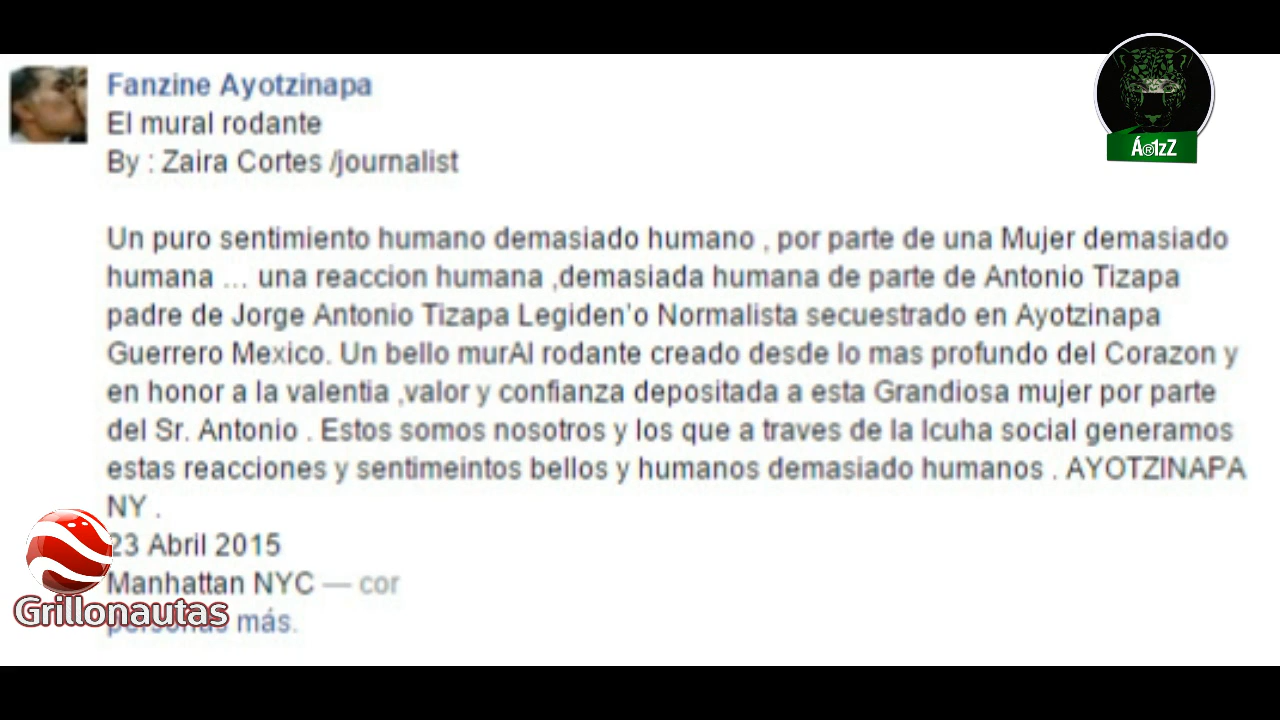 Fanzine Ayotzinapa
El mural rodante
By : Zaira Cortes /journalist
Un puro sentimiento humano demasiado humano , por parte de una Mujer demasiado
humana ... una reaccion humana ,demasiada humana de parte de Antonio Tizapa
padre de Jorge Antonio Tizapa Legiden'o Normalista secuestrado en Ayotzinapa
Guerrero Mexico. Un bello murAl rodante creado desde lo mas profundo del Corazon y
en honor a la valentia ,valor y confianza depositada a esta Grandiosa mujer por parte
del Sr. Antonio . Estos somos nosotros y los que a traves de la lcuha social generamos
estas reacciones y sentimeintos bellos y humanos demasiado humanos . AYOTZINAPA
NY .
23 Abril 2015
Manhattan NYC — cor
personas más.
Grillonautas
Á®1zZ